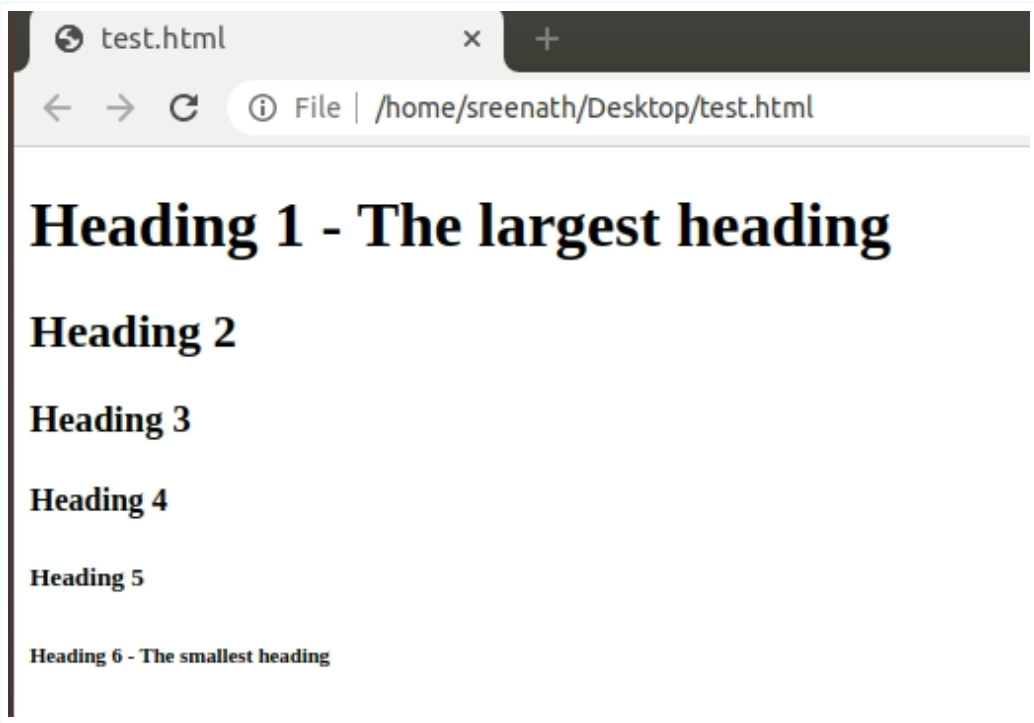 test.html
File | /home/sreenath/Desktop/test.html
Heading 1 - The largest heading
Heading 2
Heading 3
Heading 4
Heading 5
Heading 6 - The smallest heading